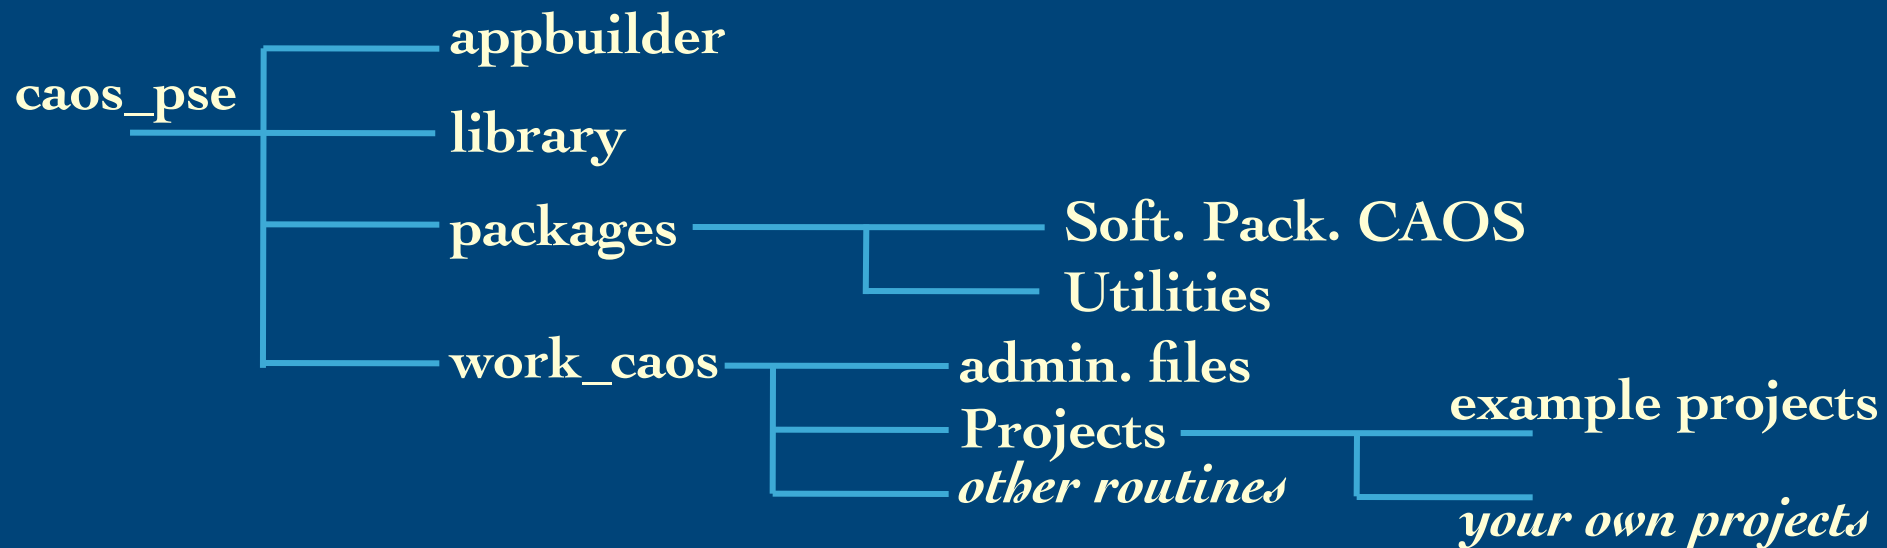 appbuilder
caos_pse
library
packages
Soft. Pack. CAOS
Utilities
work_caos
admin. files
Projects
example projects
other routines
your own projects